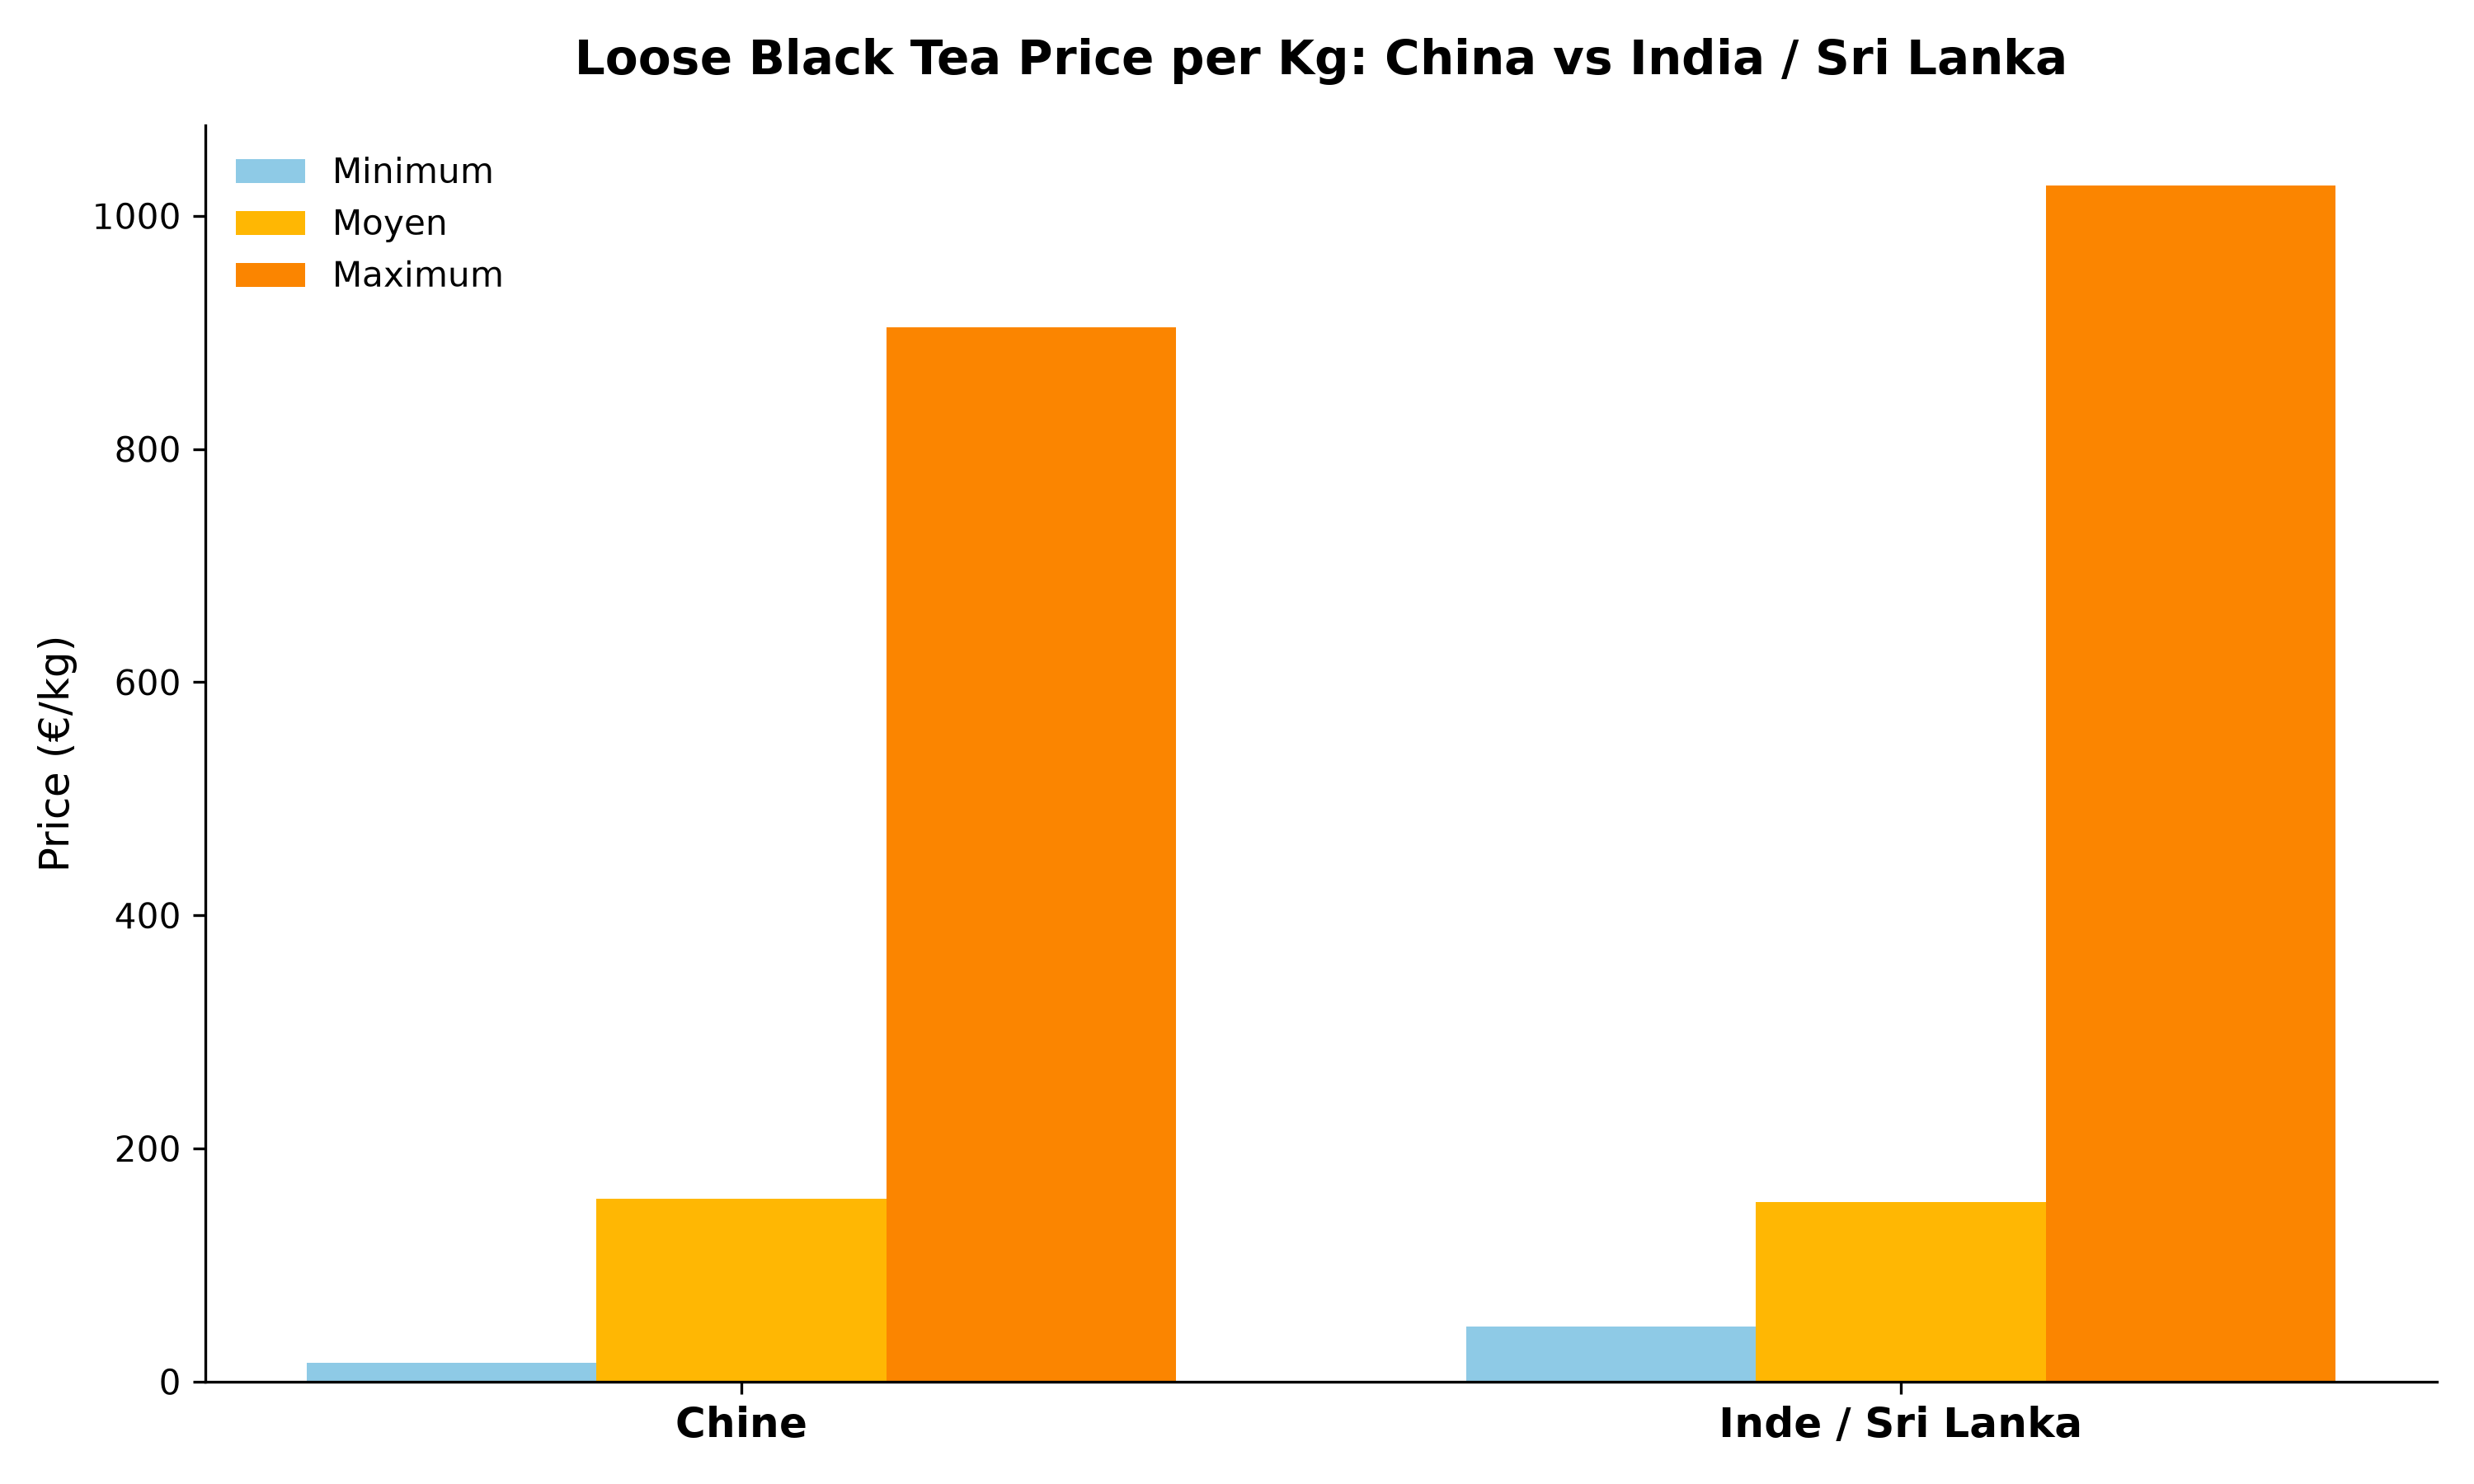 Loose Black Tea Price per Kg: China vs India / Sri Lanka
Minimum
Moyen
Maximum
1000
800
600
400
200
0
Price (€/kg)
Chine
Inde / Sri Lanka